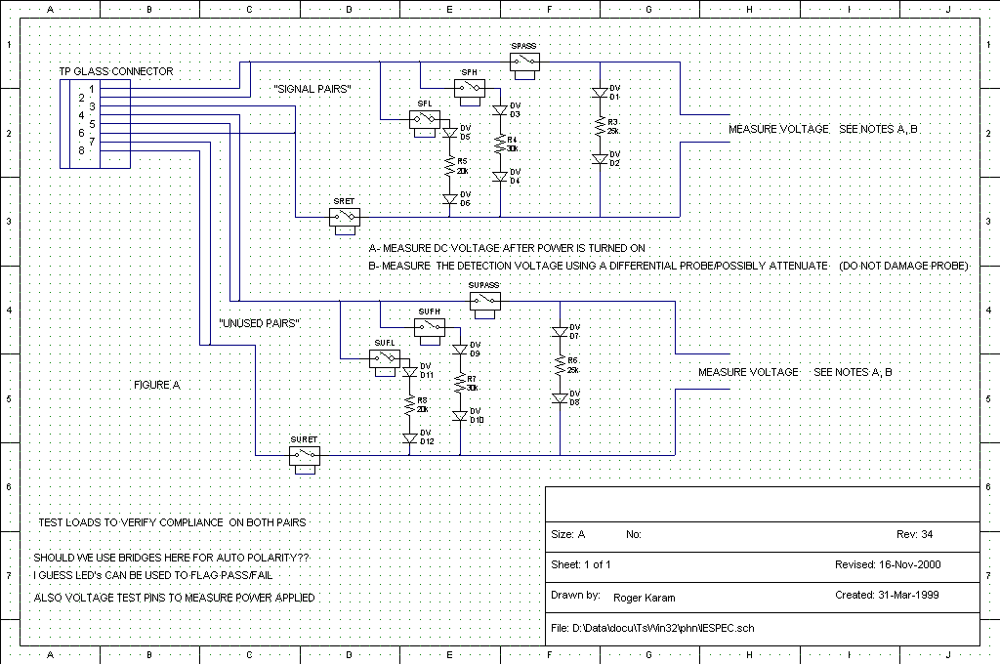 A B C D E F G H I J
1
SPASS
TP GLASS CONNECTOR
SFH
"SIGNAL PAIRS"
1
2
3
4
5
6
7
8
SFL
DV
D1
DV
D3
DV
D5
R3
25k
2
MEASURE VOLTAGE SEE NOTES A, B
R4
30k
R5
20k
DV
D2
DV
D4
DV
D6
SRET
3
A- MEASURE DC VOLTAGE AFTER POWER IS TURNED ON
B- MEASURE THE DETECTION VOLTAGE USING A DIFFERENTIAL PROBE/POSSIBLY ATTENUATE (DO NOT DAMAGE PROBE)
SUPASS
4
SUFH
"UNUSED PAIRS"
DV
D7
SUFL
DV
D9
DV
D11
R6
25k
MEASURE VOLTAGE SEE NOTES A, B
R7
30k
FIGURE A
5
R8
20k
DV
D8
DV
D10
DV
D12
SURET
6
TEST LOADS TO VERIFY COMPLIANCE ON BOTH PAIRS
SHOULD WE USE BRIDGES HERE FOR AUTO POLARITY??
I GUESS LED's CAN BE USED TO FLAG PASS/FAIL
7
ALSO VOLTAGE TEST PINS TO MEASURE POWER APPLIED
Size: A No: Rev: 34
Sheet: 1 of 1 Revised: 16-Nov-2000
Drawn by: Roger Karam Created: 31-Mar-1999
File: D:\Data\docu\TsWin32\phn\IESPEC.sch
A B C D E F G H I J